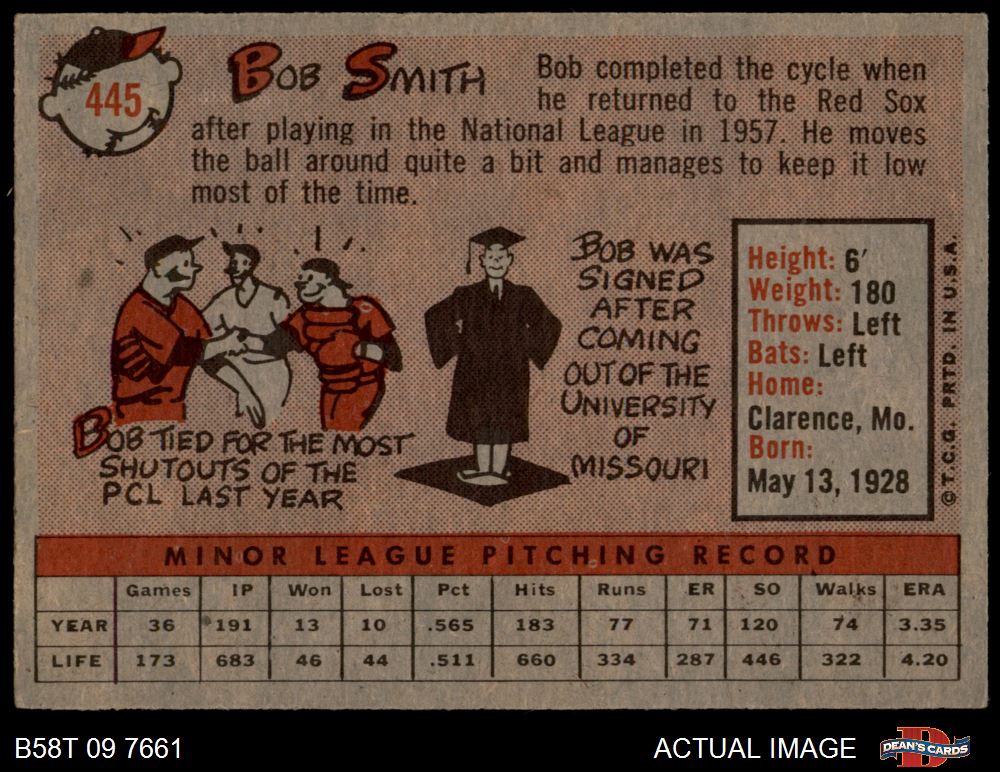 445
BOB SMITH
Bob completed the cycle when
he returned to the Red Sox
after playing in the National League in 1957. He moves
the ball around quite a bit and manages to keep it low
most of the time.
BOB TIED FOR THE MOST
SHUTOUTS OF THE
PCL LAST YEAR
BOB WAS
SIGNED
AFTER
COMING
OUT OF THE
UNIVERSITY
OF
MISSOURI
Height: 6'
Weight: 180
Throws: Left
Bats: Left
Home:
Clarence, Mo.
Born:
May 13, 1928
© T.C.G. PRTD. IN U.S.A.
MINOR LEAGUE PITCHING RECORD
Games IP Won Lost Pct Hits Runs ER SO Walks ERA
YEAR 36 191 13 10 .565 183 77 71 120 74 3.35
LIFE 173 683 46 44 .511 660 334 287 446 322 4.20
B58T 09 7661
ACTUAL IMAGE
D
DEAN'S CARDS